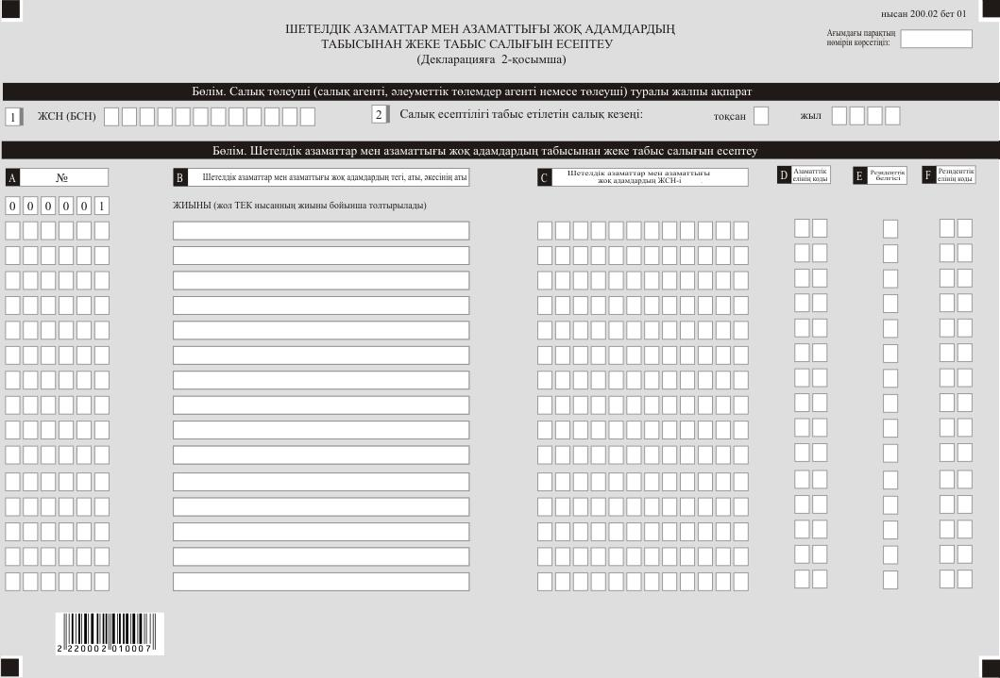 нысан 200.02 бет 01
ШЕТЕЛДІК АЗАМАТТАР МЕН АЗАМАТТЫҒЫ ЖОҚ АДАМДАРДЫҢ
ТАБЫСЫНАН ЖЕКЕ ТАБЫС САЛЫҒЫН ЕСЕПТЕУ
(Декларацияға 2-қосымша)
Ағымдағы парақтың
нөмірін көрсетіңіз:
Бөлім. Салық төлеуші (салық агенті, әлеуметтік төлемдер агенті немесе төлеуші) туралы жалпы ақпарат
1 ЖСН (БСН) 2 Салық есептілігі табыс етілетін салық кезеңі: тоқсан жыл
Бөлім. Шетелдік азаматтар мен азаматтығы жоқ адамдардың табысынан жеке табыс салығын есептеу
A №
B Шетелдік азаматтар мен азаматтығы жоқ адамдардың тегі, аты, әкесінің аты
C Шетелдік азаматтар мен азаматтығы
жоқ адамдардың ЖСН-і
D Азаматтік
елінің коды
E Резиденттік
белгісі
F Резиденттік
елінің коды
0 0 0 0 0 1 ЖИЫНЫ (жол ТЕК нысанның жиыны бойынша толтырылады)
2 220002 010007